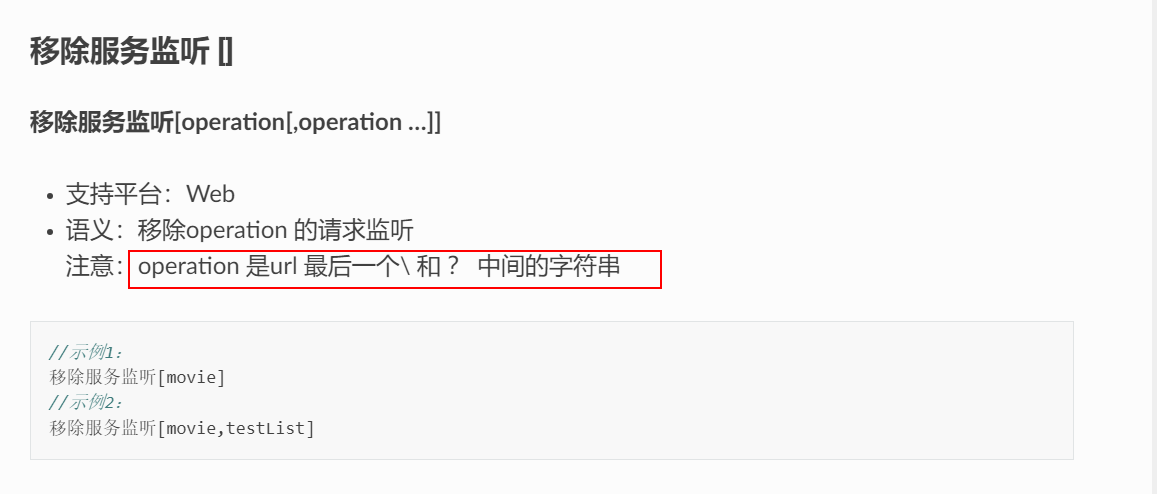 移除服务监听 []
移除服务监听[operation[,operation ...]]
• 支持平台：Web
• 语义：移除operation 的请求监听
注意：operation 是url 最后一个\ 和？ 中间的字符串
//示例1：
移除服务监听[movie]
//示例2：
移除服务监听[movie,testList]